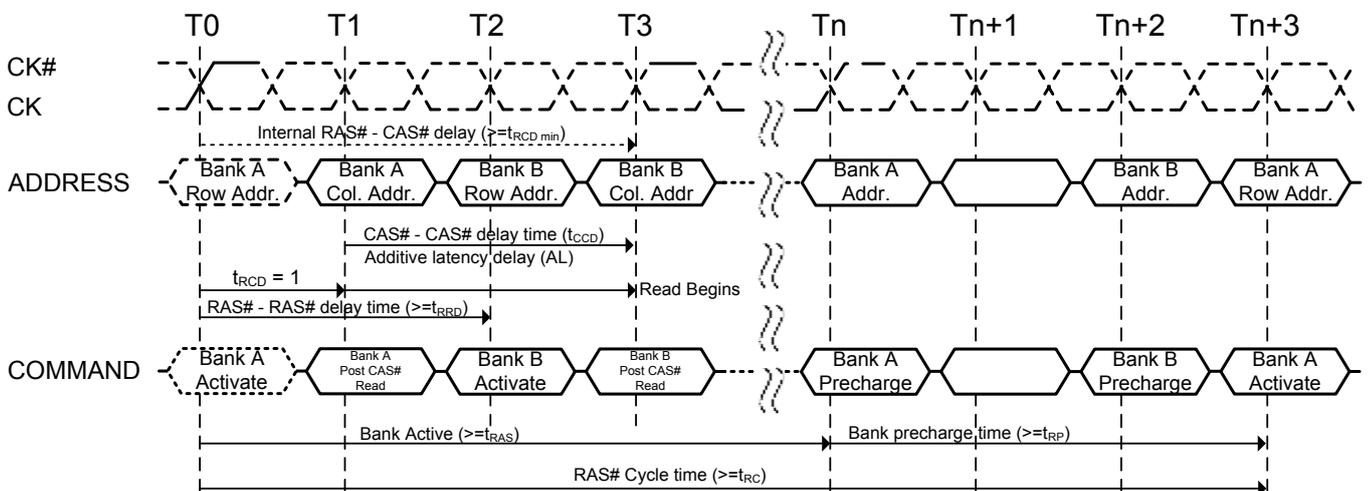 T0 T1 T2 T3 Tn Tn+1 Tn+2 Tn+3
CK#
CK
Internal RAS# - CAS# delay (>=tRCD min)
ADDRESS
Bank A
Row Addr.
Bank A
Col. Addr.
Bank B
Row Addr.
Bank B
Col. Addr
Bank A
Addr.
Bank B
Addr.
Bank A
Row Addr.
CAS# - CAS# delay time (tCCD)
Additive latency delay (AL)
tRCD = 1
Read Begins
RAS# - RAS# delay time (>=tRRD)
COMMAND
Bank A
Activate
Bank A
Post CAS#
Read
Bank B
Activate
Bank B
Post CAS#
Read
Bank A
Precharge
Bank B
Precharge
Bank A
Activate
Bank Active (>=tRAS)
Bank precharge time (>=tRP)
RAS# Cycle time (>=tRC)